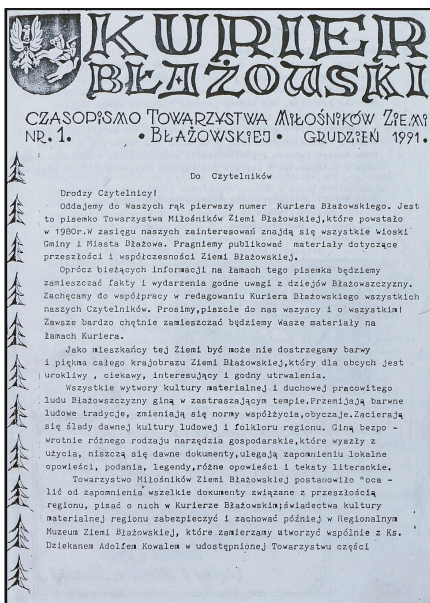 KURIER
BŁAŻOWSKI
CZASOPISMO TOWARZYSTWA MIŁOŚNIKÓW ZIEMI
NR. 1. • BŁAŻOWSKIEJ • GRUDZIEŃ 1991.
Do Czytelników
Drodzy Czytelnicy!
Oddajemy do Waszych rąk pierwszy numer Kuriera Błażowskiego. Jest
to pisemko Towarzystwa Miłośników Ziemi Błażowskiej,które powstało
w 1980r.W zasięgu naszych zainteresowań znajdą się wszystkie wioski
Gminy i Miasta Błażowa. Pragniemy publikować materiały dotyczące
przeszłości i współczesności Ziemi Błażowskiej.
Oprócz bieżących informacji na łamach tego pisemka będziemy
zamieszczać fakty i wydarzenia godne uwagi z dziejów Błażowszczyzny.
Zachęcamy do współpracy w redagowaniu Kuriera Błażowskiego wszystkich
naszych Czytelników. Prosimy,piszcie do nas wszyscy i o wszystkim!
Zawsze bardzo chętnie zamieszczać będziemy Wasze materiały na
łamach Kuriera.
Jako mieszkańcy tej Ziemi być może nie dostrzegamy barwy
i piękna całego krajobrazu Ziemi Błażowskiej,który dla obcych jest
urokliwy , ciekawy, interesujący i godny utrwalenia.
Wszystkie wytwory kultury materialnej i duchowej pracowitego
ludu Błażowszczyzny giną w zastraszającym tempie.Przemijają barwne
ludowe tradycje, zmieniają się normy współżycia,obyczaje.Zacierają
się ślady dawnej kultury ludowej i folkloru regionu. Giną bezpo -
wrotnie różnego rodzaju narzędzia gospodarskie,które wyszły z
użycia, niszczą się dawne dokumenty,ulegają zapomnieniu lokalne
opowieści, podania, legendy,różne opowieści i teksty literackie.
Towarzystwo Miłośników Ziemi Błażowskiej postanowiło "oca -
lić od zapomnienia" wszelkie dokumenty związane z przeszłością
regionu, pisać o nich w Kurierze Błażowskim;świadectwa kultury
materialnej regionu zabezpieczyć i zachować później w Regionalnym
Muzeum Ziemi Błażowskiej, które zamierzamy utworzyć wspólnie z Ks.
Dziekanem Adolfem Kowalem w udostępnionej Towarzystwu części